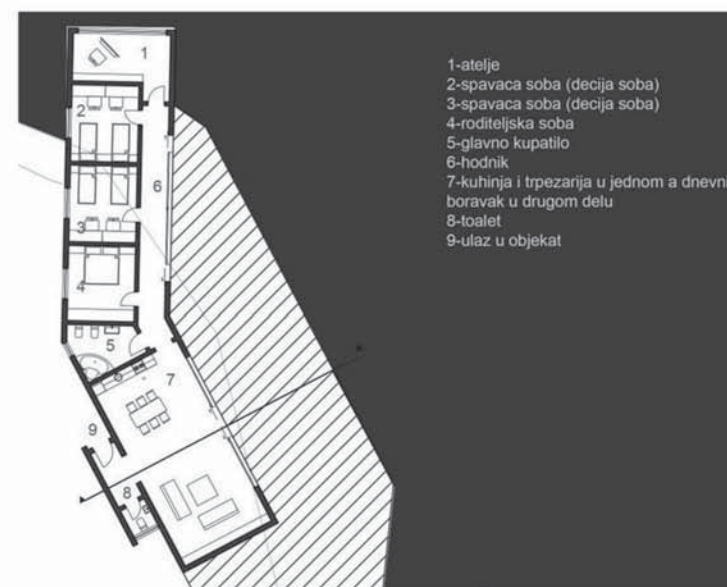 1-atelje
2-spavaca soba (decija soba)
3-spavaca soba (decija soba)
4-roditeljska soba
5-glavno kupatilo
6-hodnik
7-kuhinja i trpezarija u jednom a dnevni
boravak u drugom delu
8-toalet
9-ulaz u objekat
1
2
6
3
4
5
7
9
8